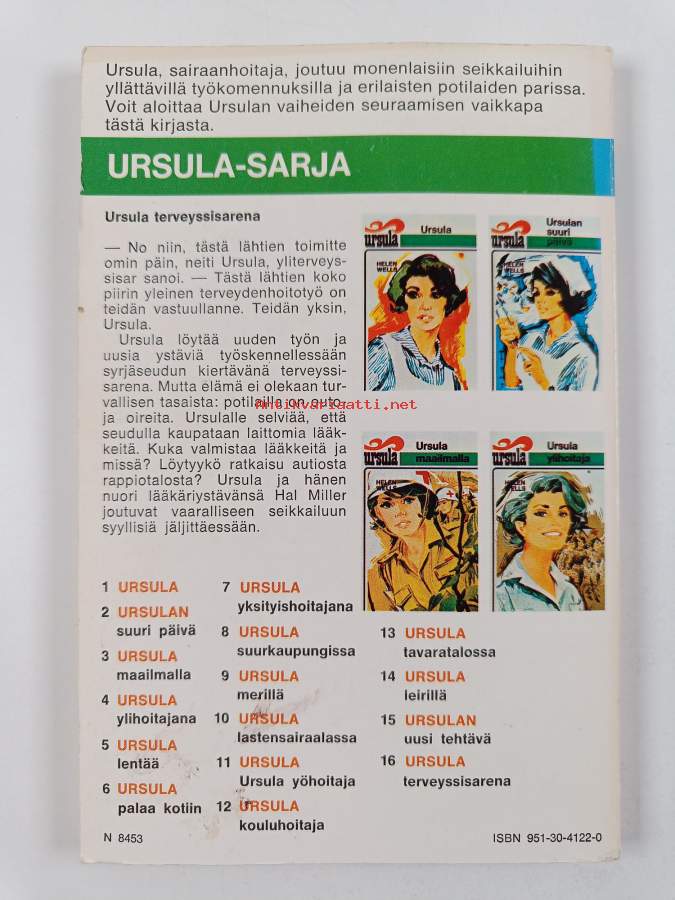 Ursula, sairaanhoitaja, joutuu monenlaisiin seikkailuihin
yllättävillä työkomennuksilla ja erilaisten potilaiden parissa.
Voit aloittaa Ursulan vaiheiden seuraamisen vaikkapa
tästä kirjasta.
URSULA-SARJA
Ursula terveyssisarena
— No niin, tästä lähtien toimitte
omin päin, neiti Ursula, yliterveys-
sisar sanoi. — Tästä lähtien koko
piirin yleinen terveydenhoitotyö on
teidän vastuullanne. Teidän yksin,
Ursula.
Ursula löytää uuden työn ja
uusia ystäviä työskennellessään
syrjäseudun kiertävänä terveyssi-
sarena. Mutta elämä ei olekaan tur-
vallisen tasaista: potilailla on outo-
ja oireita. Ursulalle selviää, että
seudulla kaupataan laittomia lääk-
keitä. Kuka valmistaa lääkkeitä ja
missä? Löytyykö ratkaisu autiosta
rappiotalosta? Ursula ja hänen
nuori lääkäriystävänsä Hal Miller
joutuvat vaaralliseen seikkailuun
syyllisiä jäljittäessään.
ursula
Ursula
HELEN
WELLS
ursula
Ursulan
suuri
päivä
HELEN
WELLS
Antikvariaatti.net
ursula
Ursula
maailmalla
HELEN
WELLS
ursula
Ursula
ylihoitaja
HELEN
WELLS
1 URSULA
2 URSULAN
suuri päivä
3 URSULA
maailmalla
4 URSULA
ylihoitajana
5 URSULA
lentää
6 URSULA
palaa kotiin
7 URSULA
yksityishoitajana
8 URSULA
suurkaupungissa
9 URSULA
merillä
10 URSULA
lastensairaalassa
11 URSULA
Ursula yöhoitaja
12 URSULA
kouluhoitaja
13 URSULA
tavaratalossa
14 URSULA
leirillä
15 URSULAN
uusi tehtävä
16 URSULA
terveyssisarena
N 8453
ISBN 951-30-4122-0